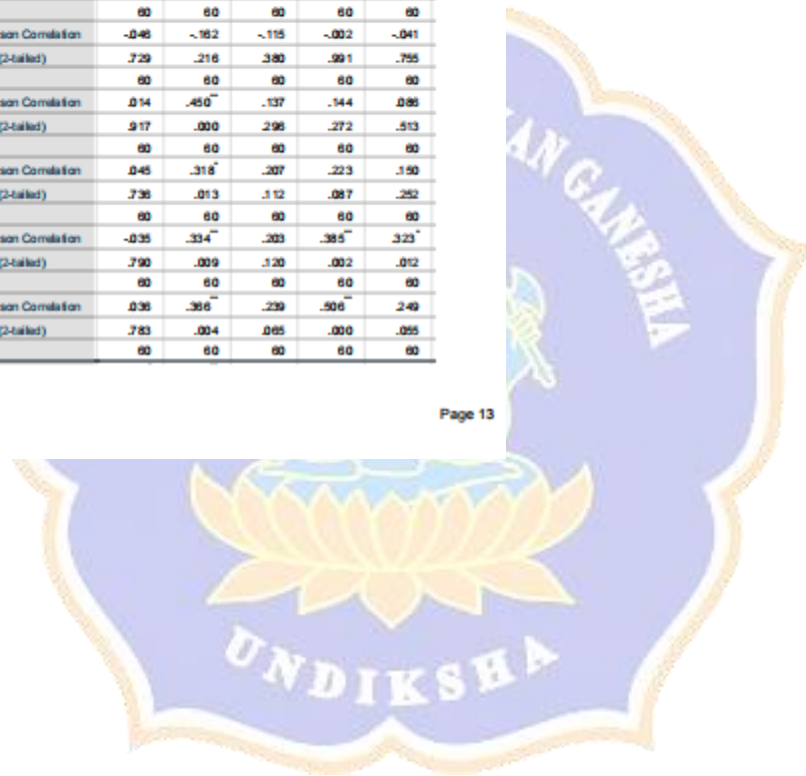 60 60 60 60 60
son Correlation -.046 -.162 -.115 -.002 -.041
(2-tailed) .729 .216 .380 .991 .755
60 60 60 60 60
son Correlation .014 .450** .137 .144 .086
(2-tailed) .917 .000 .296 .272 .513
60 60 60 60 60
son Correlation .045 .318* .207 .223 .150
(2-tailed) .736 .013 .112 .087 .252
60 60 60 60 60
son Correlation -.035 .334** .203 .385** .323*
(2-tailed) .790 .009 .120 .002 .012
60 60 60 60 60
son Correlation .036 .366** .239 .506** .249
(2-tailed) .783 .004 .065 .000 .055
60 60 60 60 60
Page 13
AN GANESHA
UNDIKSHA